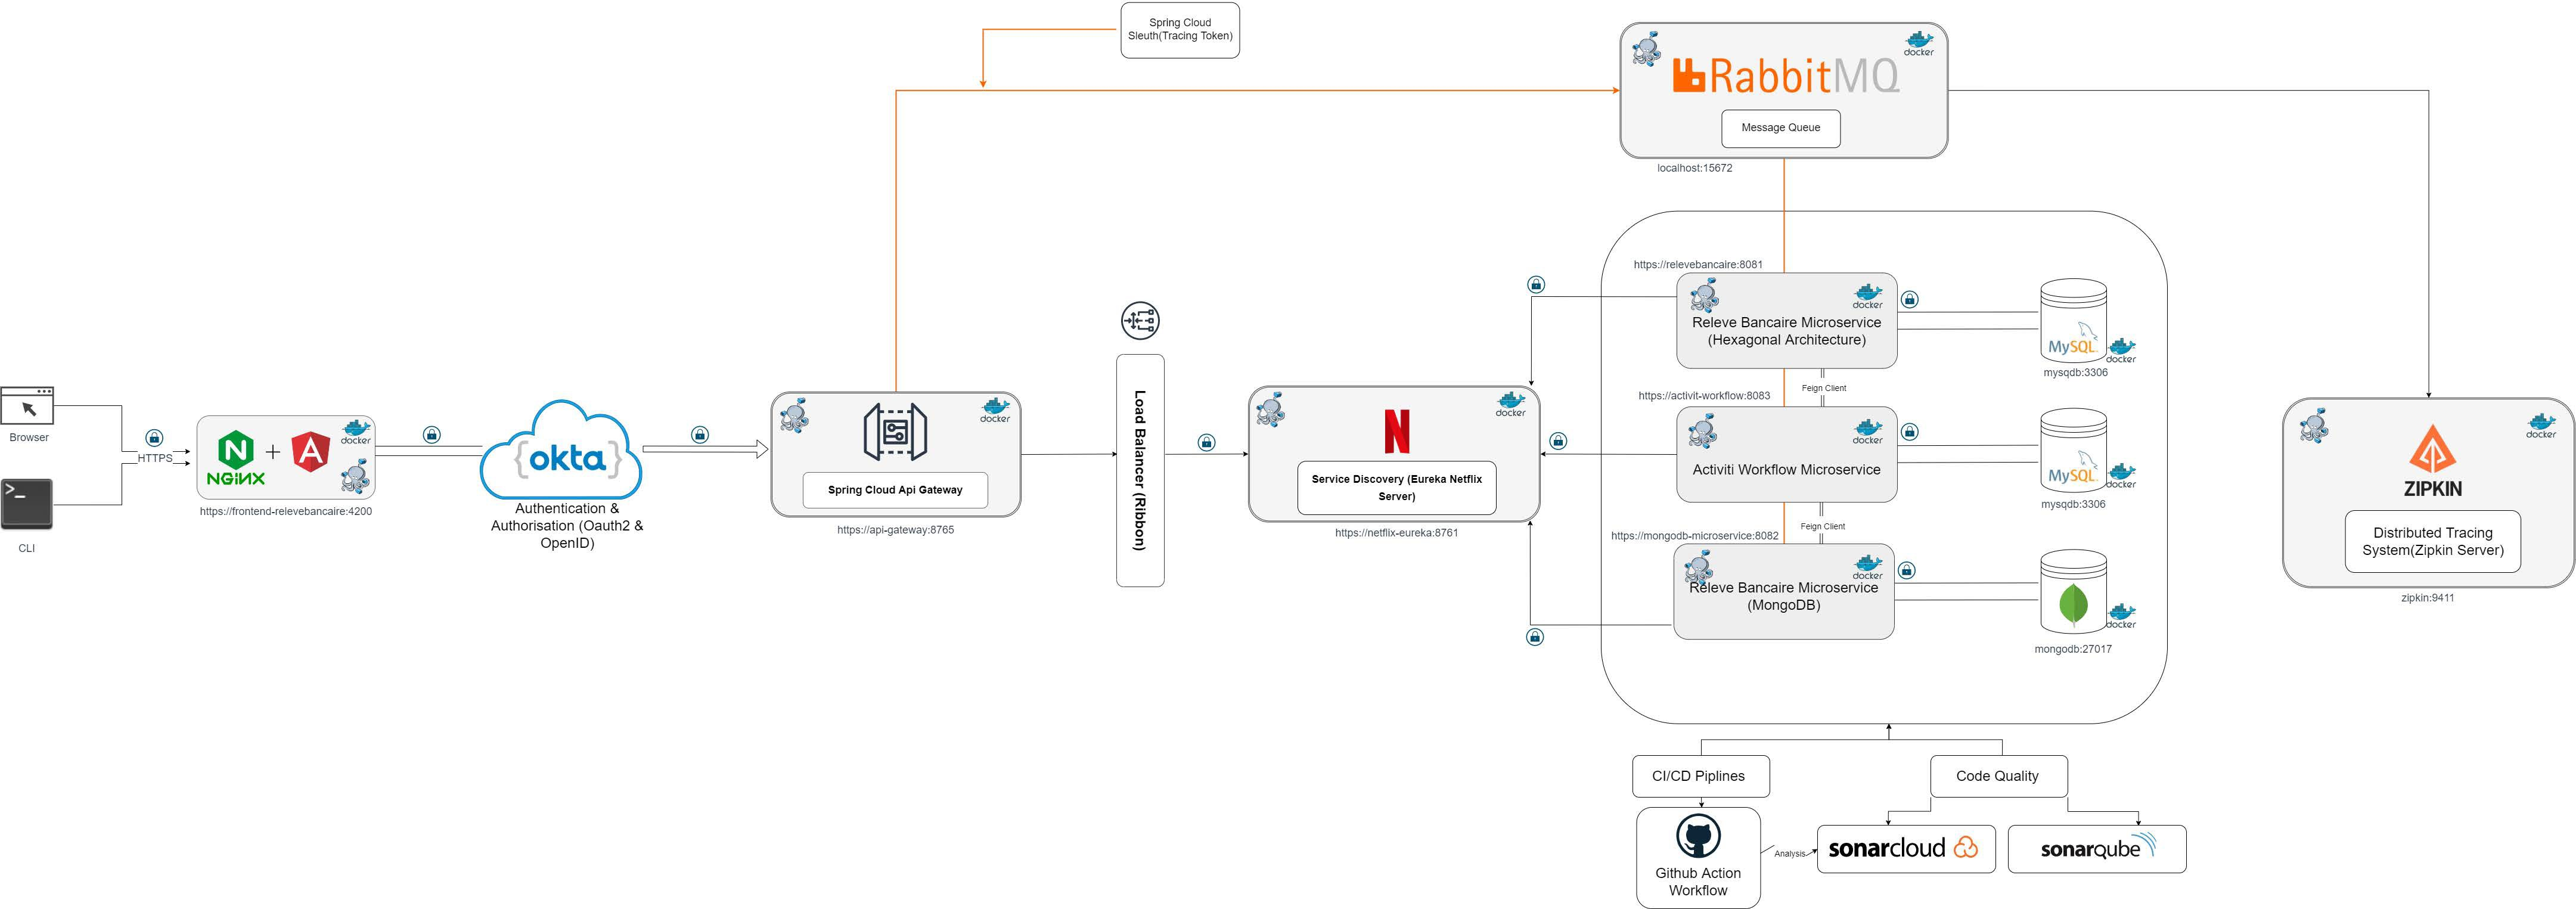 Spring Cloud
Sleuth(Tracing Token)
docker
RabbitMQ
Message Queue
localhost:15672
Browser
CLI
HTTPS
NGINX
+
A
docker
https://frontend-relevebancaire:4200
{okta}
Authentication &
Authorisation (Oauth2 &
OpenID)
docker
Spring Cloud Api Gateway
https://api-gateway:8765
Load Balancer (Ribbon)
docker
Service Discovery (Eureka Netflix
Server)
https://netflix-eureka:8761
https://relevebancaire:8081
docker
Releve Bancaire Microservice
(Hexagonal Architecture)
MySQL
docker
mysqdb:3306
Feign Client
https://activit-workflow:8083
docker
Activiti Workflow Microservice
MySQL
docker
mysqdb:3306
Feign Client
https://mongodb-microservice:8082
docker
Releve Bancaire Microservice
(MongoDB)
docker
mongodb:27017
docker
ZIPKIN
Distributed Tracing
System(Zipkin Server)
zipkin:9411
CI/CD Piplines
Code Quality
Github Action
Workflow
Analysis
sonarcloud
sonarqube